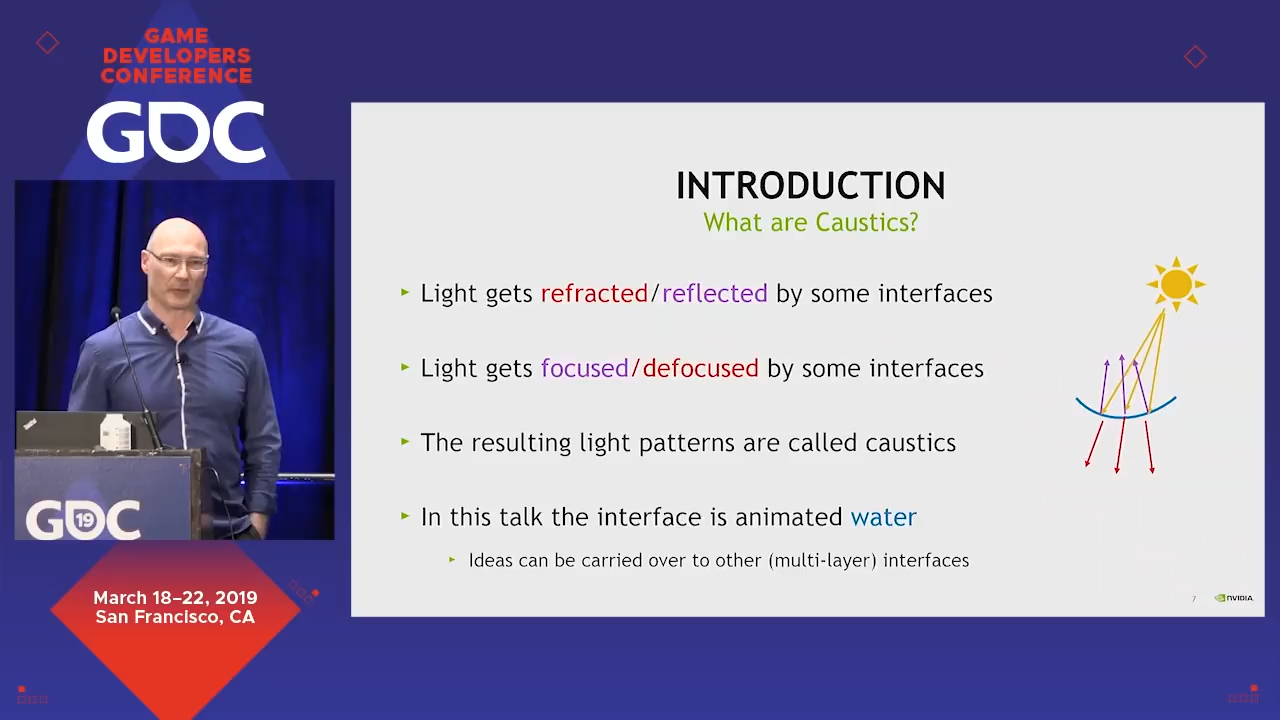 GAME
DEVELOPERS
CONFERENCE
GDC
GDC
19
March 18–22, 2019
San Francisco, CA
INTRODUCTION
What are Caustics?
Light gets refracted/reflected by some interfaces
Light gets focused/defocused by some interfaces
The resulting light patterns are called caustics
In this talk the interface is animated water
Ideas can be carried over to other (multi-layer) interfaces
7
NVIDIA